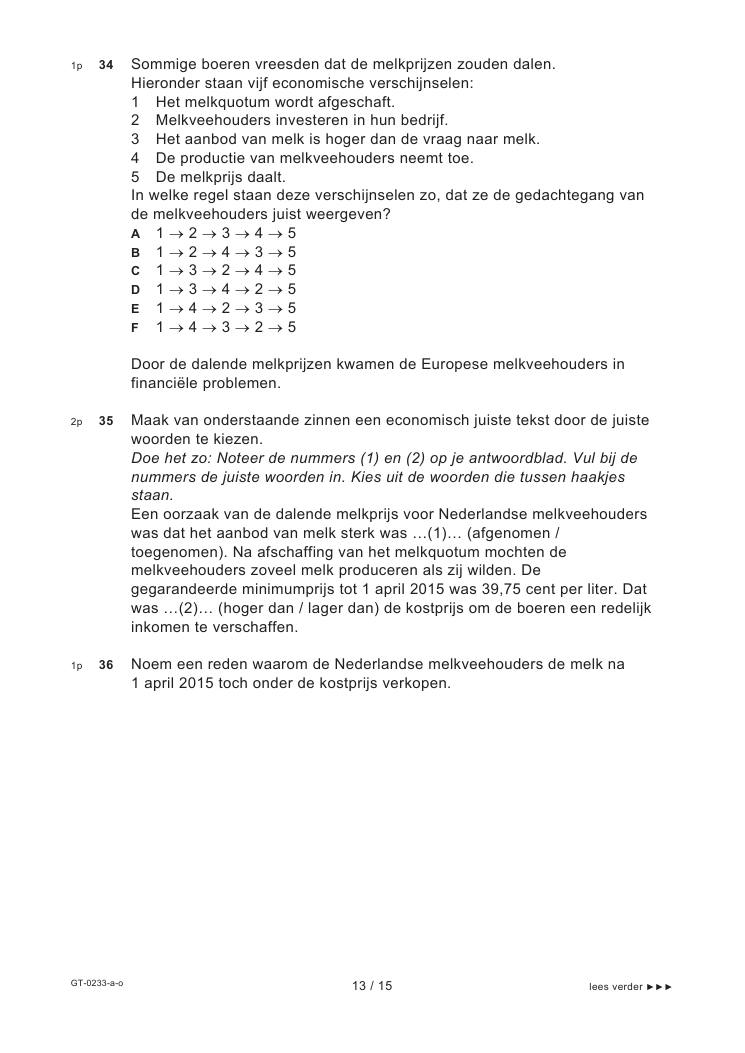 1p 34 Sommige boeren vreesden dat de melkprijzen zouden dalen.
Hieronder staan vijf economische verschijnselen:
1 Het melkquotum wordt afgeschaft.
2 Melkveehouders investeren in hun bedrijf.
3 Het aanbod van melk is hoger dan de vraag naar melk.
4 De productie van melkveehouders neemt toe.
5 De melkprijs daalt.
In welke regel staan deze verschijnselen zo, dat ze de gedachtegang van
de melkveehouders juist weergeven?
A 1 → 2 → 3 → 4 → 5
B 1 → 2 → 4 → 3 → 5
C 1 → 3 → 2 → 4 → 5
D 1 → 3 → 4 → 2 → 5
E 1 → 4 → 2 → 3 → 5
F 1 → 4 → 3 → 2 → 5
Door de dalende melkprijzen kwamen de Europese melkveehouders in
financiële problemen.
2p 35 Maak van onderstaande zinnen een economisch juiste tekst door de juiste
woorden te kiezen.
Doe het zo: Noteer de nummers (1) en (2) op je antwoordblad. Vul bij de
nummers de juiste woorden in. Kies uit de woorden die tussen haakjes
staan.
Een oorzaak van de dalende melkprijs voor Nederlandse melkveehouders
was dat het aanbod van melk sterk was …(1)… (afgenomen /
toegenomen). Na afschaffing van het melkquotum mochten de
melkveehouders zoveel melk produceren als zij wilden. De
gegarandeerde minimumprijs tot 1 april 2015 was 39,75 cent per liter. Dat
was …(2)… (hoger dan / lager dan) de kostprijs om de boeren een redelijk
inkomen te verschaffen.
1p 36 Noem een reden waarom de Nederlandse melkveehouders de melk na
1 april 2015 toch onder de kostprijs verkopen.
GT-0233-a-o 13 / 15 lees verder ►►►